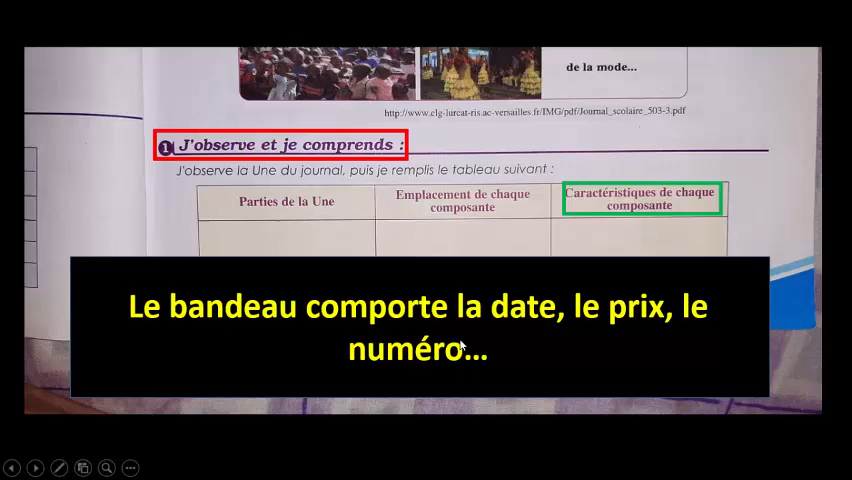 de la mode...
http://www.clg-lurcat-ris.ac-versailles.fr/IMG/pdf/Journal_scolaire_503-3.pdf
1 J'observe et je comprends :
J'observe la Une du journal, puis je remplis le tableau suivant :
Parties de la Une
Emplacement de chaque
composante
Caractéristiques de chaque
composante
Le bandeau comporte la date, le prix, le
numéro...